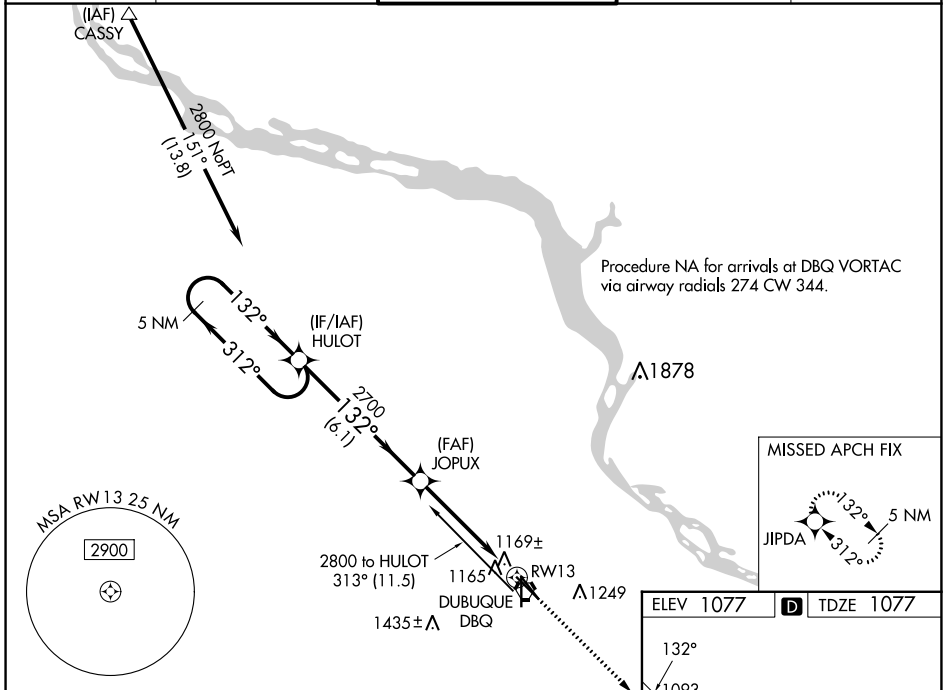 (IAF)
CASSY
2800 NoPT
151°
(13.8)
Procedure NA for arrivals at DBQ VORTAC
via airway radials 274 CW 344.
132°
5 NM
312°
(IF/IAF)
HULOT
1878
2700
132°
(6.1)
(FAF)
JOPUX
MISSED APCH FIX
132°
5 NM
JIPDA
312°
MSA RW13 25 NM
2900
2800 to HULOT
313° (11.5)
1169±
1165
RW13
DUBUQUE
DBQ
1249
1435±
ELEV 1077
D
TDZE 1077
132°
1093